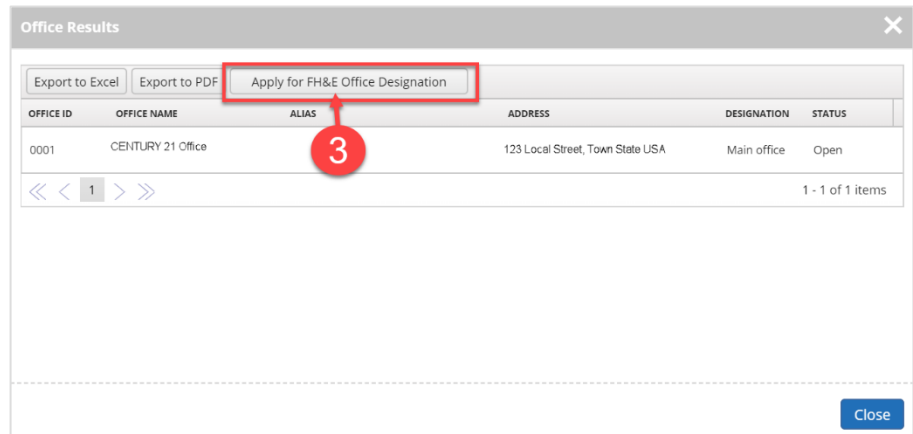 Office Results
Export to Excel Export to PDF Apply for FH&E Office Designation
OFFICE ID OFFICE NAME ALIAS ADDRESS DESIGNATION STATUS
0001 CENTURY 21 Office 123 Local Street, Town State USA Main office Open
3
1 1 - 1 of 1 items
Close